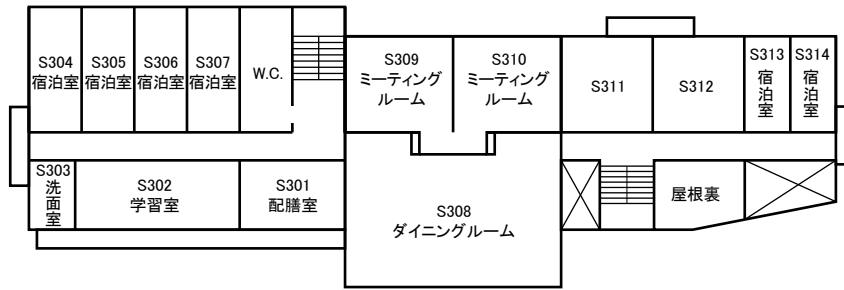 S304
宿泊室
S305
宿泊室
S306
宿泊室
S307
宿泊室
W.C.
S309
ミーティング
ルーム
S310
ミーティング
ルーム
S311
S312
S313
宿泊室
S314
宿泊室
S303
洗面室
S302
学習室
S301
配膳室
S308
ダイニングルーム
屋根裏